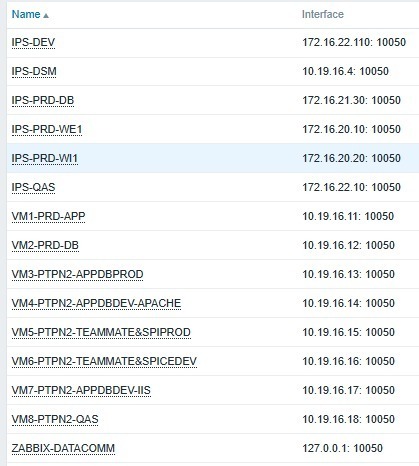 Name ▲ Interface
IPS-DEV 172.16.22.110: 10050
IPS-DSM 10.19.16.4: 10050
IPS-PRD-DB 172.16.21.30: 10050
IPS-PRD-WE1 172.16.20.10: 10050
IPS-PRD-WI1 172.16.20.20: 10050
IPS-QAS 172.16.22.10: 10050
VM1-PRD-APP 10.19.16.11: 10050
VM2-PRD-DB 10.19.16.12: 10050
VM3-PTPN2-APPDBPROD 10.19.16.13: 10050
VM4-PTPN2-APPDBDEV-APACHE 10.19.16.14: 10050
VM5-PTPN2-TEAMMATE&SPIPROD 10.19.16.15: 10050
VM6-PTPN2-TEAMMATE&SPICEDEV 10.19.16.16: 10050
VM7-PTPN2-APPDBDEV-IIS 10.19.16.17: 10050
VM8-PTPN2-QAS 10.19.16.18: 10050
ZABBIX-DATACOMM 127.0.0.1: 10050